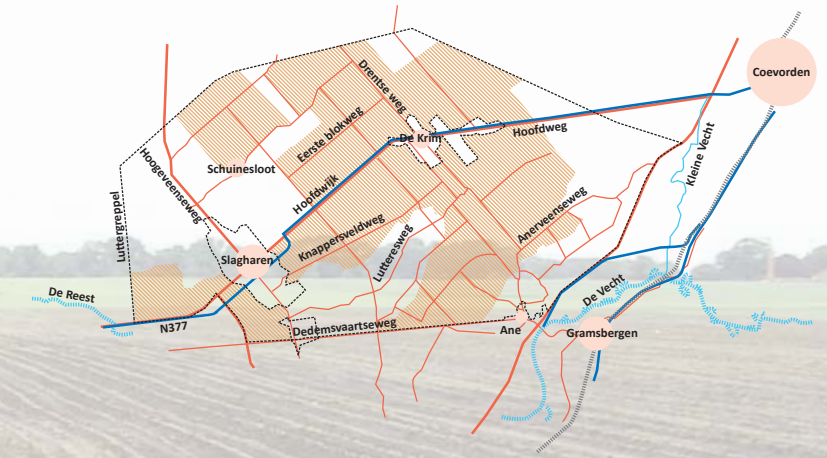 Coevorden
Drentse weg
De Krim
Hoofdweg
Eerste blokweg
Kleine Vecht
Schuinesloot
Hoogeveenseweg
Hoofdwijk
Luttergreppel
Knappersveldweg
Anerveenseweg
Lutteresweg
Slagharen
De Reest
De Vecht
N377
Dedemsvaartseweg
Ane
Gramsbergen